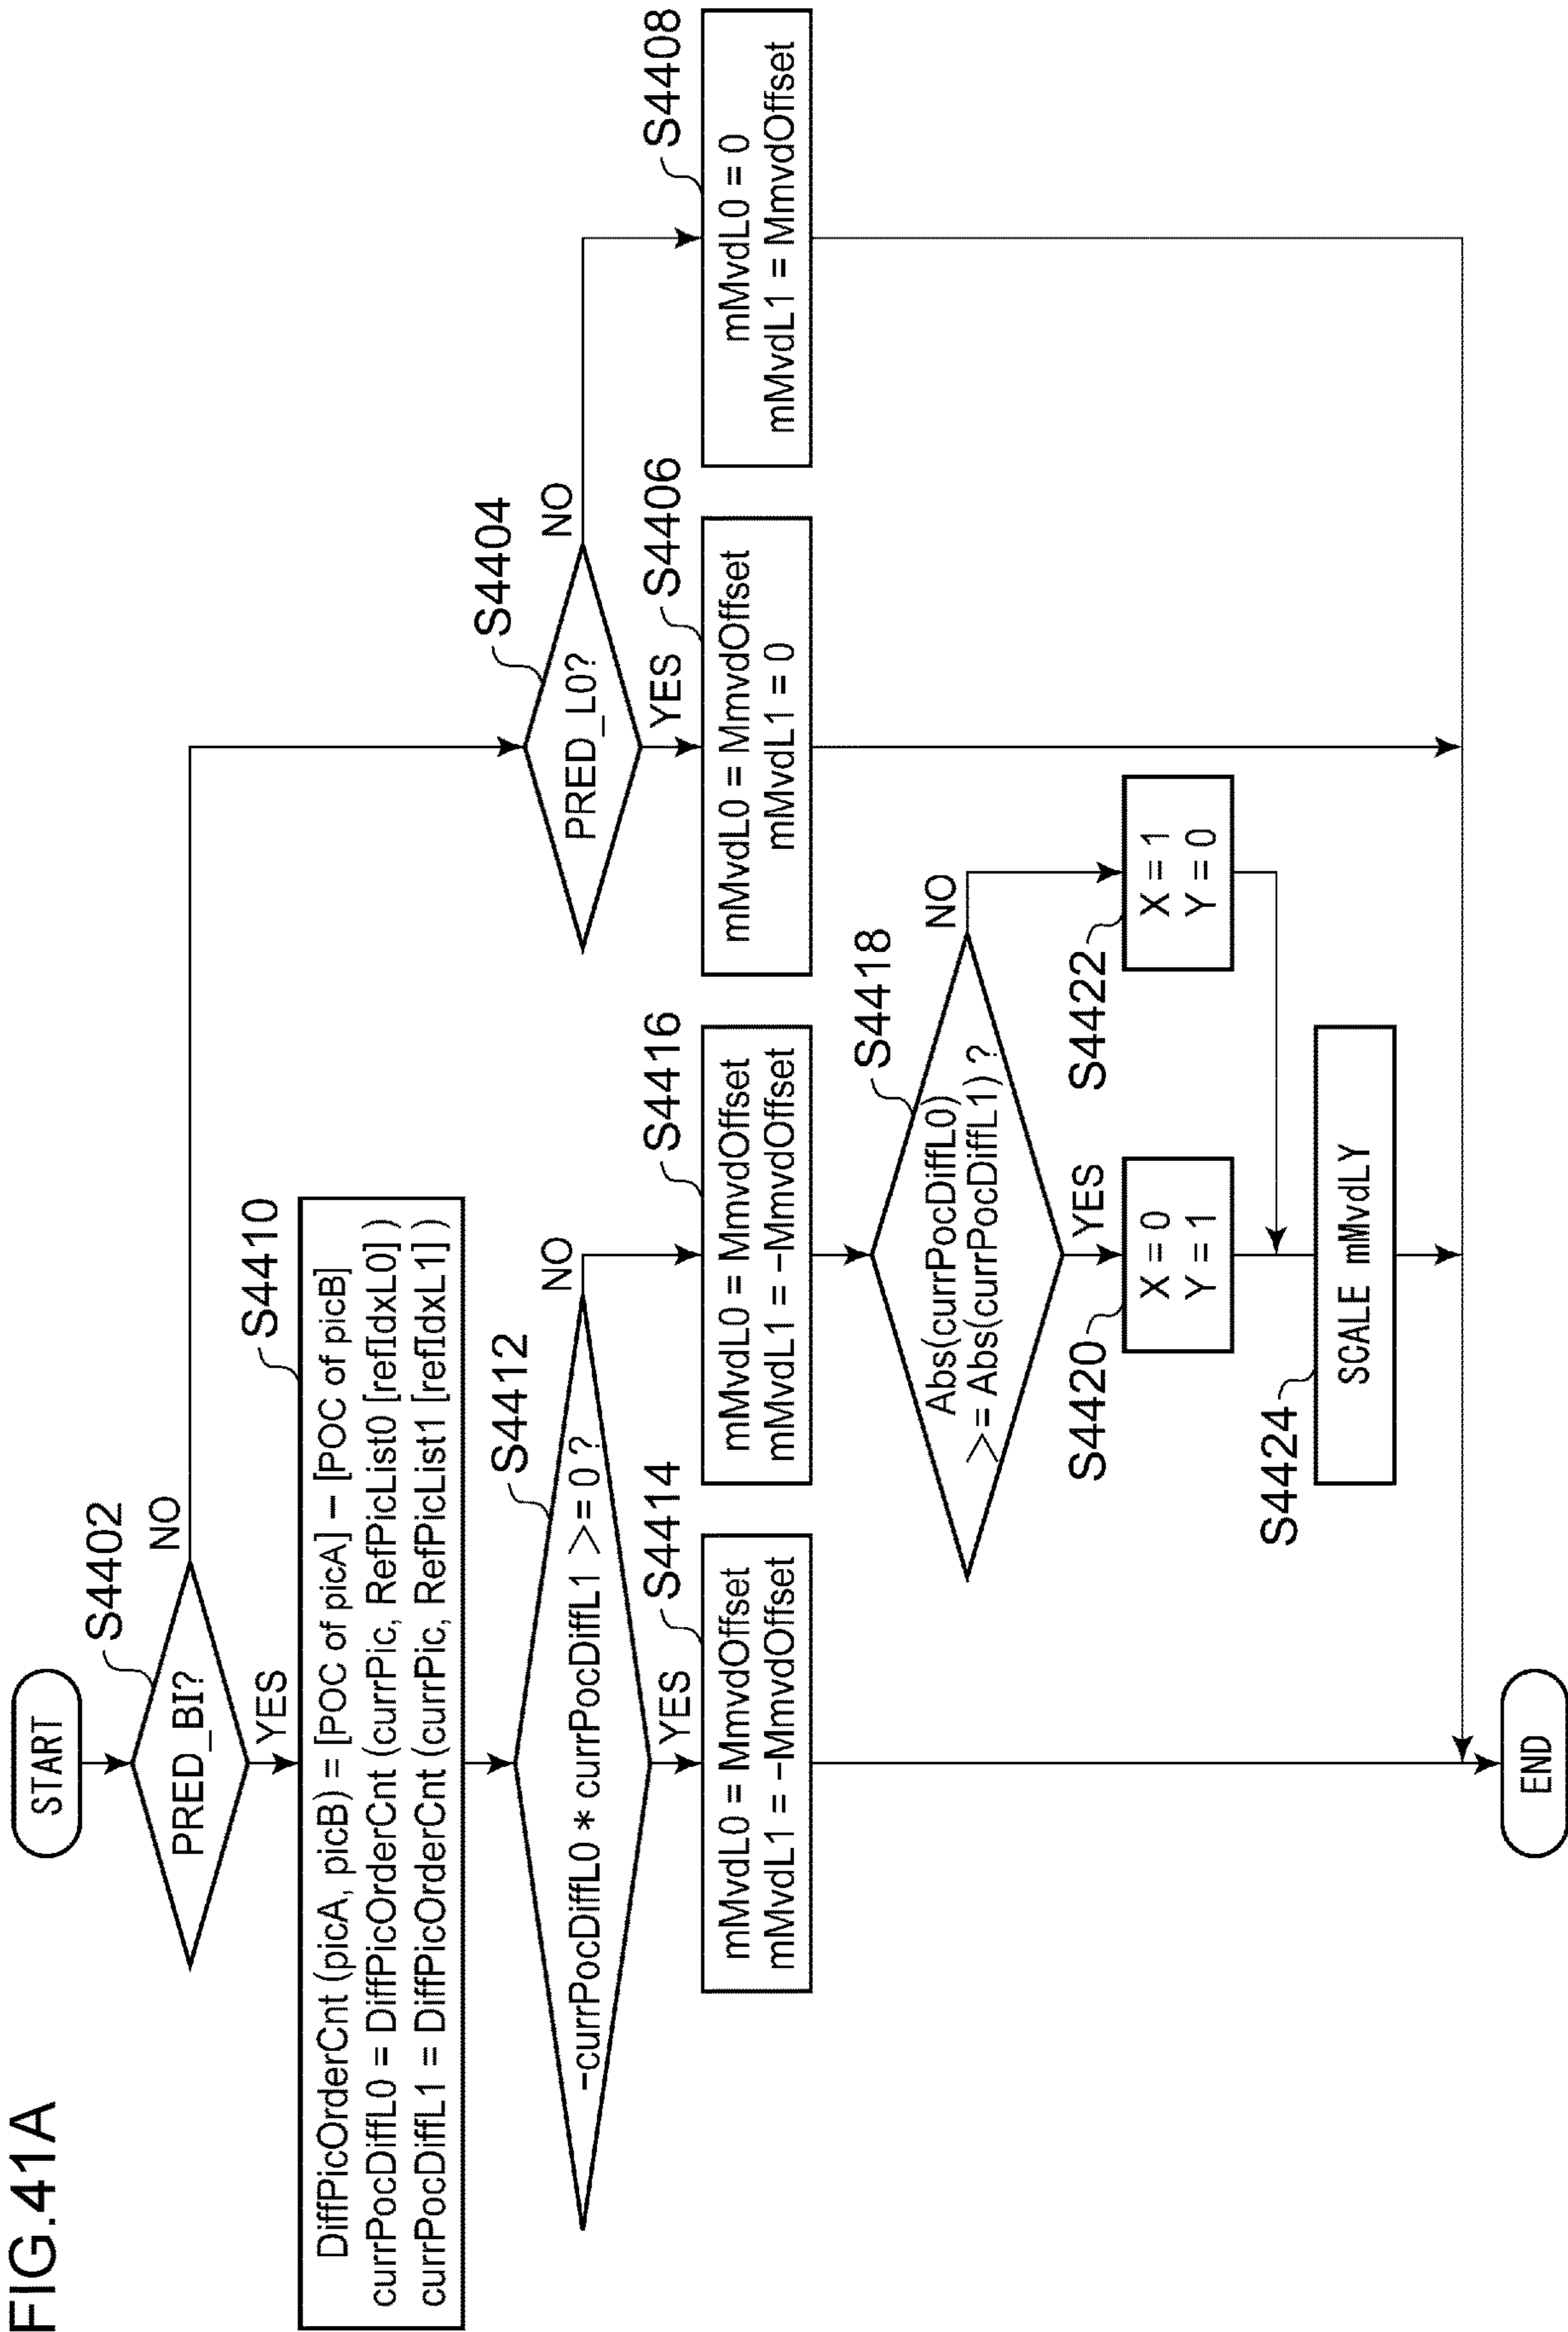 FIG.41A
START
S4402
PRED_BI?
NO
YES
S4410
DiffPicOrderCnt (picA, picB) = [POC of picA] − [POC of picB]
currPocDiffL0 = DiffPicOrderCnt (currPic, RefPicList0 [refIdxL0] )
currPocDiffL1 = DiffPicOrderCnt (currPic, RefPicList1 [refIdxL1] )
S4412
−currPocDiffL0 * currPocDiffL1 >= 0 ?
NO
YES
S4404
PRED_L0?
NO
YES
S4414
mMvdL0 = MmvdOffset
mMvdL1 = −MmvdOffset
S4416
mMvdL0 = MmvdOffset
mMvdL1 = −MmvdOffset
S4406
mMvdL0 = MmvdOffset
mMvdL1 = 0
S4408
mMvdL0 = 0
mMvdL1 = MmvdOffset
S4418
Abs(currPocDiffL0)
>= Abs(currPocDiffL1) ?
NO
YES
S4420
X = 0
Y = 1
S4422
X = 1
Y = 0
S4424
SCALE mMvdLY
END